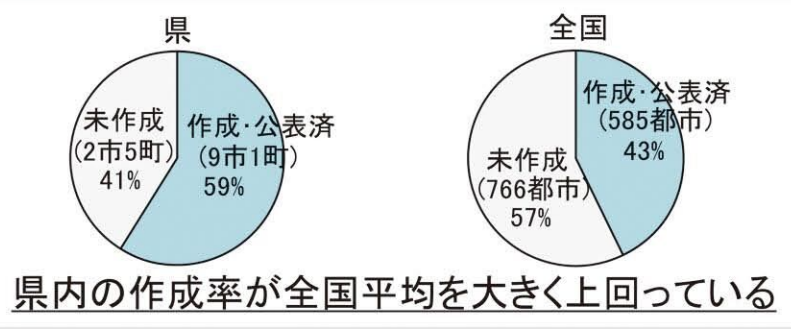 県
未作成
(2市5町)
41%
作成・公表済
(9市1町)
59%
全国
作成・公表済
(585都市)
43%
未作成
(766都市)
57%
県内の作成率が全国平均を大きく上回っている